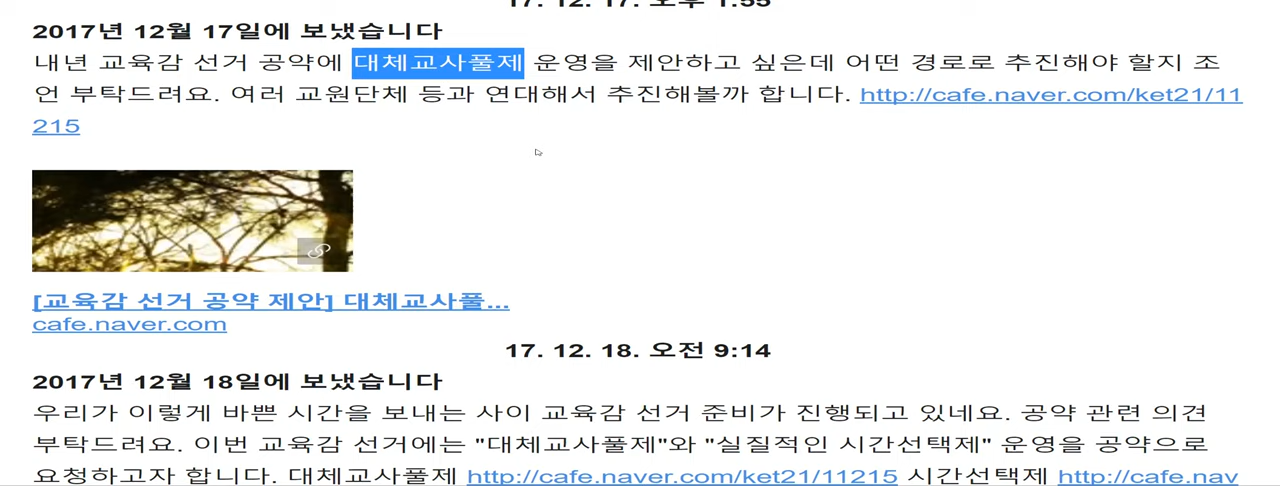 17. 12. 17. 오후 1:55
2017년 12월 17일에 보냈습니다
내년 교육감 선거 공약에 대체교사풀제 운영을 제안하고 싶은데 어떤 경로로 추진해야 할지 조
언 부탁드려요. 여러 교원단체 등과 연대해서 추진해볼까 합니다. http://cafe.naver.com/ket21/11
215
[교육감 선거 공약 제안] 대체교사풀...
cafe.naver.com
17. 12. 18. 오전 9:14
2017년 12월 18일에 보냈습니다
우리가 이렇게 바쁜 시간을 보내는 사이 교육감 선거 준비가 진행되고 있네요. 공약 관련 의견
부탁드려요. 이번 교육감 선거에는 "대체교사풀제"와 "실질적인 시간선택제" 운영을 공약으로
요청하고자 합니다. 대체교사풀제 http://cafe.naver.com/ket21/11215 시간선택제 http://cafe.nav